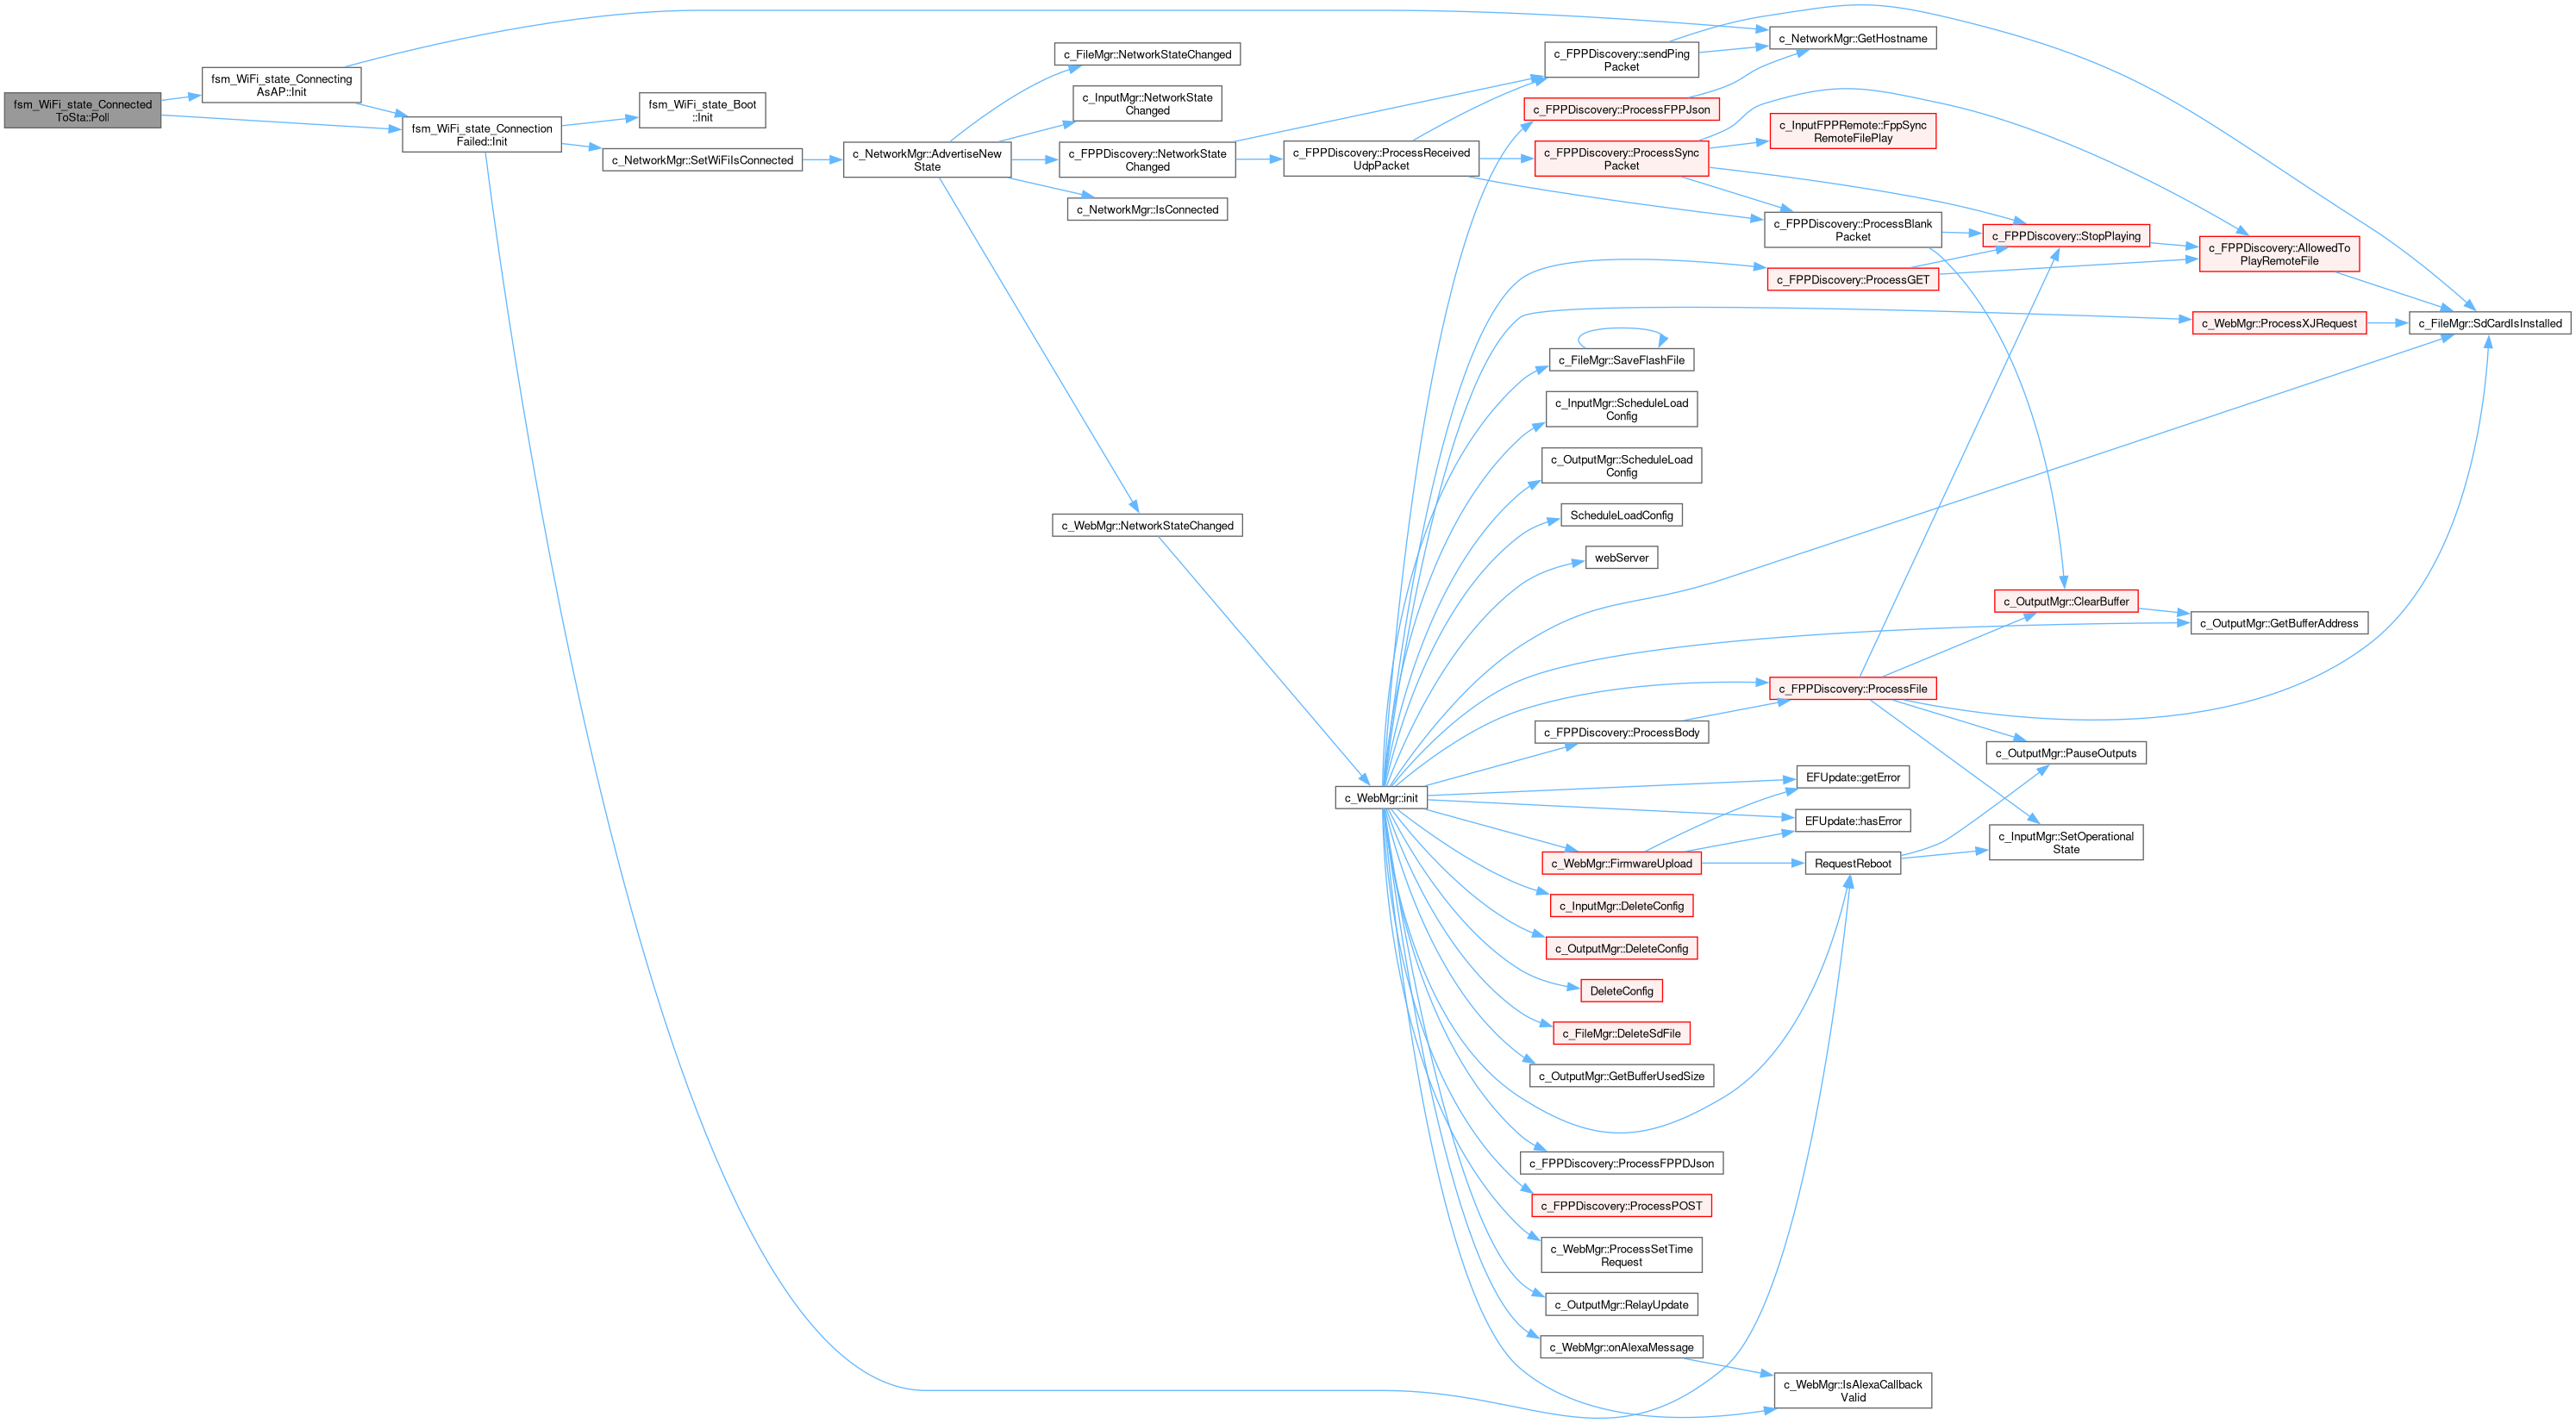 fsm_WiFi_state_Connected
ToSta::Poll
fsm_WiFi_state_Connecting
AsAP::Init
fsm_WiFi_state_Connection
Failed::Init
fsm_WiFi_state_Boot
::Init
c_NetworkMgr::SetWiFiIsConnected
c_NetworkMgr::AdvertiseNew
State
c_FileMgr::NetworkStateChanged
c_InputMgr::NetworkState
Changed
c_FPPDiscovery::NetworkState
Changed
c_NetworkMgr::IsConnected
c_WebMgr::NetworkStateChanged
c_FPPDiscovery::ProcessReceived
UdpPacket
c_WebMgr::init
c_FPPDiscovery::sendPing
Packet
c_FPPDiscovery::ProcessFPPJson
c_FPPDiscovery::ProcessSync
Packet
c_FileMgr::SaveFlashFile
c_InputMgr::ScheduleLoad
Config
c_OutputMgr::ScheduleLoad
Config
ScheduleLoadConfig
webServer
c_FPPDiscovery::ProcessBody
c_WebMgr::FirmwareUpload
c_InputMgr::DeleteConfig
c_OutputMgr::DeleteConfig
DeleteConfig
c_FileMgr::DeleteSdFile
c_OutputMgr::GetBufferUsedSize
c_FPPDiscovery::ProcessFPPDJson
c_FPPDiscovery::ProcessPOST
c_WebMgr::ProcessSetTime
Request
c_OutputMgr::RelayUpdate
c_WebMgr::onAlexaMessage
c_NetworkMgr::GetHostname
c_InputFPPRemote::FppSync
RemoteFilePlay
c_FPPDiscovery::ProcessBlank
Packet
c_FPPDiscovery::ProcessGET
c_FPPDiscovery::ProcessFile
EFUpdate::getError
EFUpdate::hasError
RequestReboot
c_WebMgr::IsAlexaCallback
Valid
c_FPPDiscovery::StopPlaying
c_OutputMgr::ClearBuffer
c_OutputMgr::PauseOutputs
c_InputMgr::SetOperational
State
c_FPPDiscovery::AllowedTo
PlayRemoteFile
c_WebMgr::ProcessXJRequest
c_OutputMgr::GetBufferAddress
c_FileMgr::SdCardIsInstalled